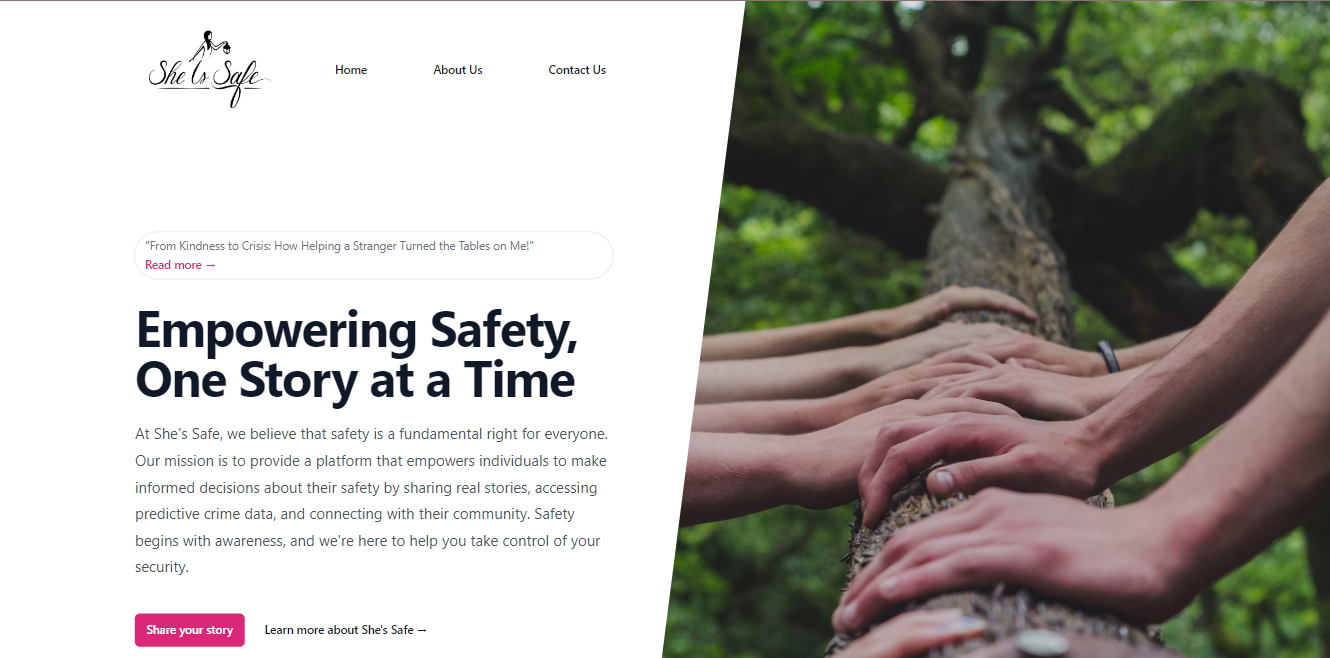 She Is Safe
Home
About Us
Contact Us
"From Kindness to Crisis: How Helping a Stranger Turned the Tables on Me!"
Read more →
Empowering Safety,
One Story at a Time
At She's Safe, we believe that safety is a fundamental right for everyone.
Our mission is to provide a platform that empowers individuals to make
informed decisions about their safety by sharing real stories, accessing
predictive crime data, and connecting with their community. Safety
begins with awareness, and we're here to help you take control of your
security.
Share your story
Learn more about She's Safe →